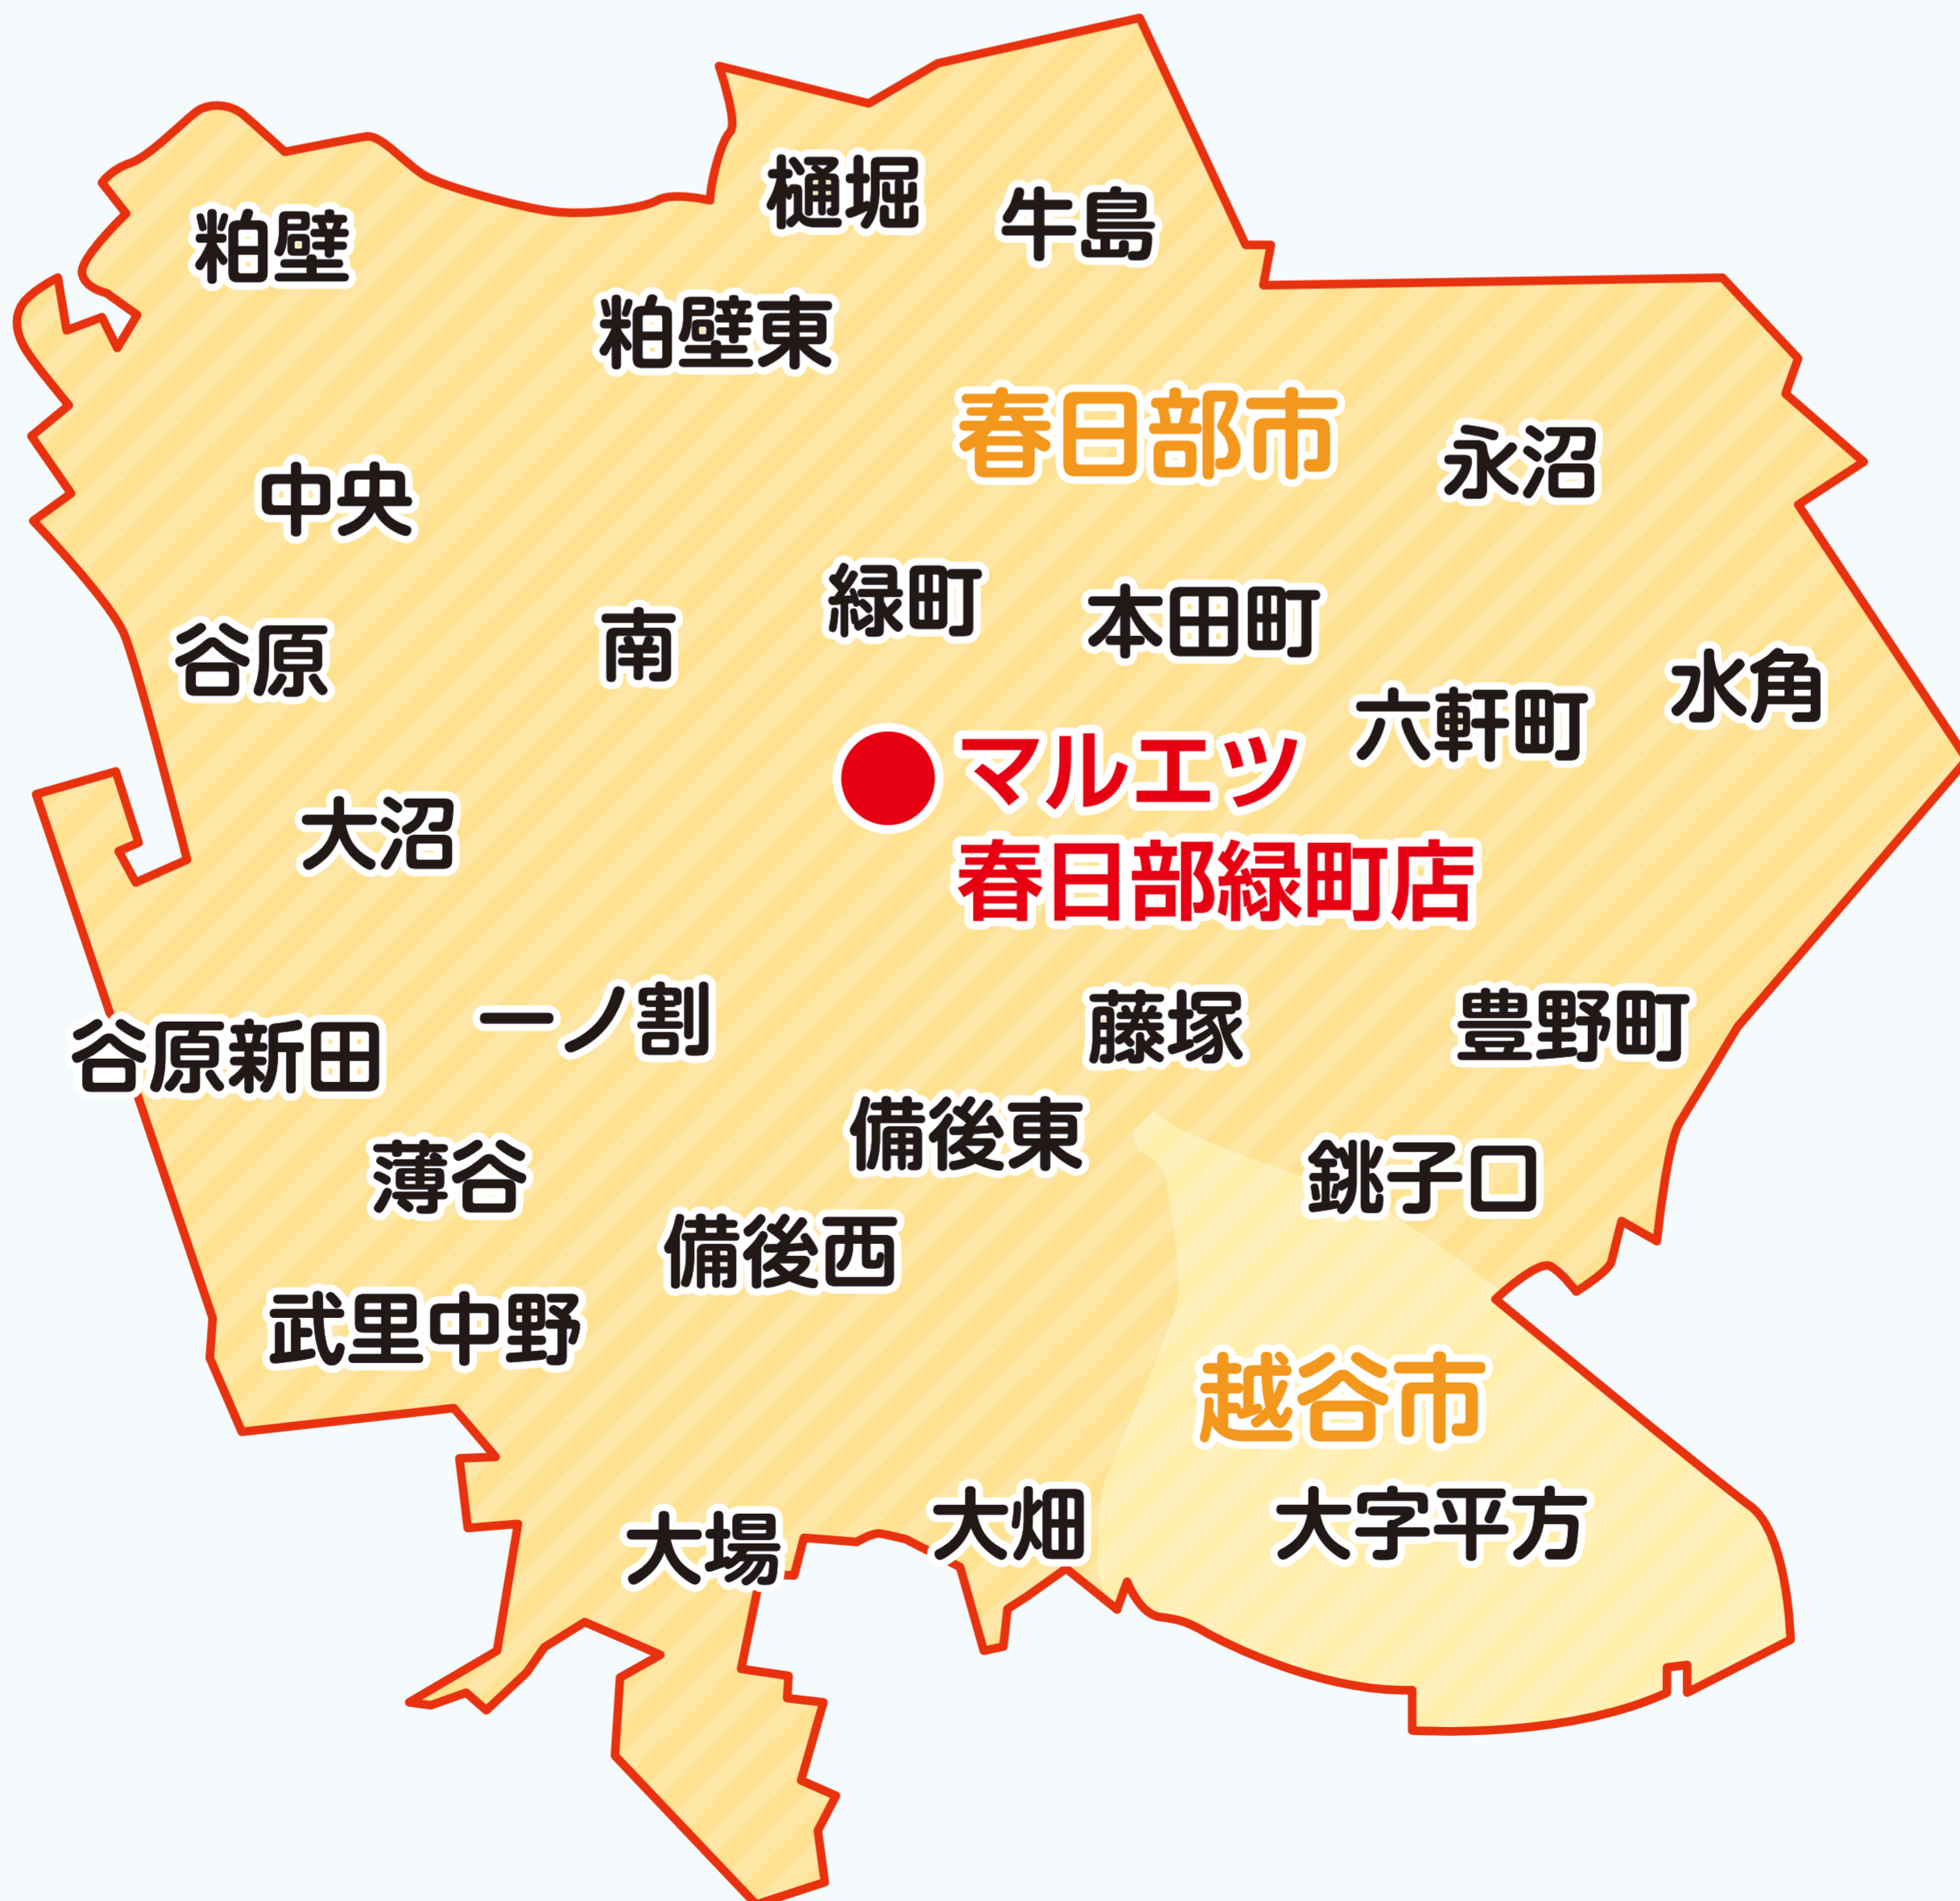 樋堀
牛島
粕壁
粕壁東
春日部市
永沼
中央
緑町
本田町
南
谷原
水角
六軒町
マルエツ
春日部緑町店
大沼
一ノ割
藤塚
豊野町
谷原新田
備後東
薄谷
銚子口
備後西
武里中野
越谷市
大場
大畑
大字平方